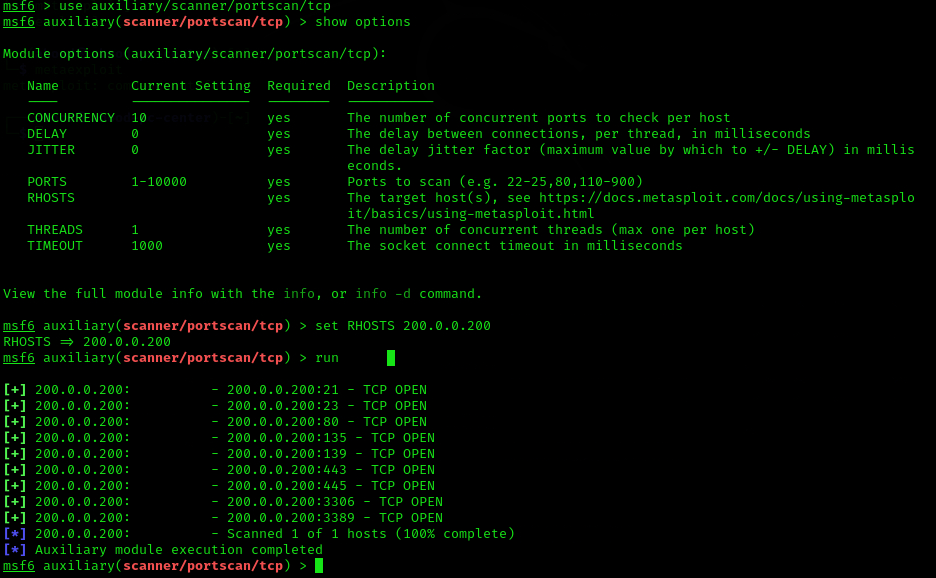 msf6 > use auxiliary/scanner/portscan/tcp
msf6 auxiliary(scanner/portscan/tcp) > show options
Module options (auxiliary/scanner/portscan/tcp):
Name Current Setting Required Description
CONCURRENCY 10 yes The number of concurrent ports to check per host
DELAY 0 yes The delay between connections, per thread, in milliseconds
JITTER 0 yes The delay jitter factor (maximum value by which to +/- DELAY) in millis
econds.
PORTS 1-10000 yes Ports to scan (e.g. 22-25,80,110-900)
RHOSTS yes The target host(s), see https://docs.metasploit.com/docs/using-metasplo
it/basics/using-metasploit.html
THREADS 1 yes The number of concurrent threads (max one per host)
TIMEOUT 1000 yes The socket connect timeout in milliseconds
View the full module info with the info, or info -d command.
msf6 auxiliary(scanner/portscan/tcp) > set RHOSTS 200.0.0.200
RHOSTS => 200.0.0.200
msf6 auxiliary(scanner/portscan/tcp) > run
[+] 200.0.0.200: - 200.0.0.200:21 - TCP OPEN
[+] 200.0.0.200: - 200.0.0.200:23 - TCP OPEN
[+] 200.0.0.200: - 200.0.0.200:80 - TCP OPEN
[+] 200.0.0.200: - 200.0.0.200:135 - TCP OPEN
[+] 200.0.0.200: - 200.0.0.200:139 - TCP OPEN
[+] 200.0.0.200: - 200.0.0.200:443 - TCP OPEN
[+] 200.0.0.200: - 200.0.0.200:445 - TCP OPEN
[+] 200.0.0.200: - 200.0.0.200:3306 - TCP OPEN
[+] 200.0.0.200: - 200.0.0.200:3389 - TCP OPEN
[*] 200.0.0.200: - Scanned 1 of 1 hosts (100% complete)
[*] Auxiliary module execution completed
msf6 auxiliary(scanner/portscan/tcp) >